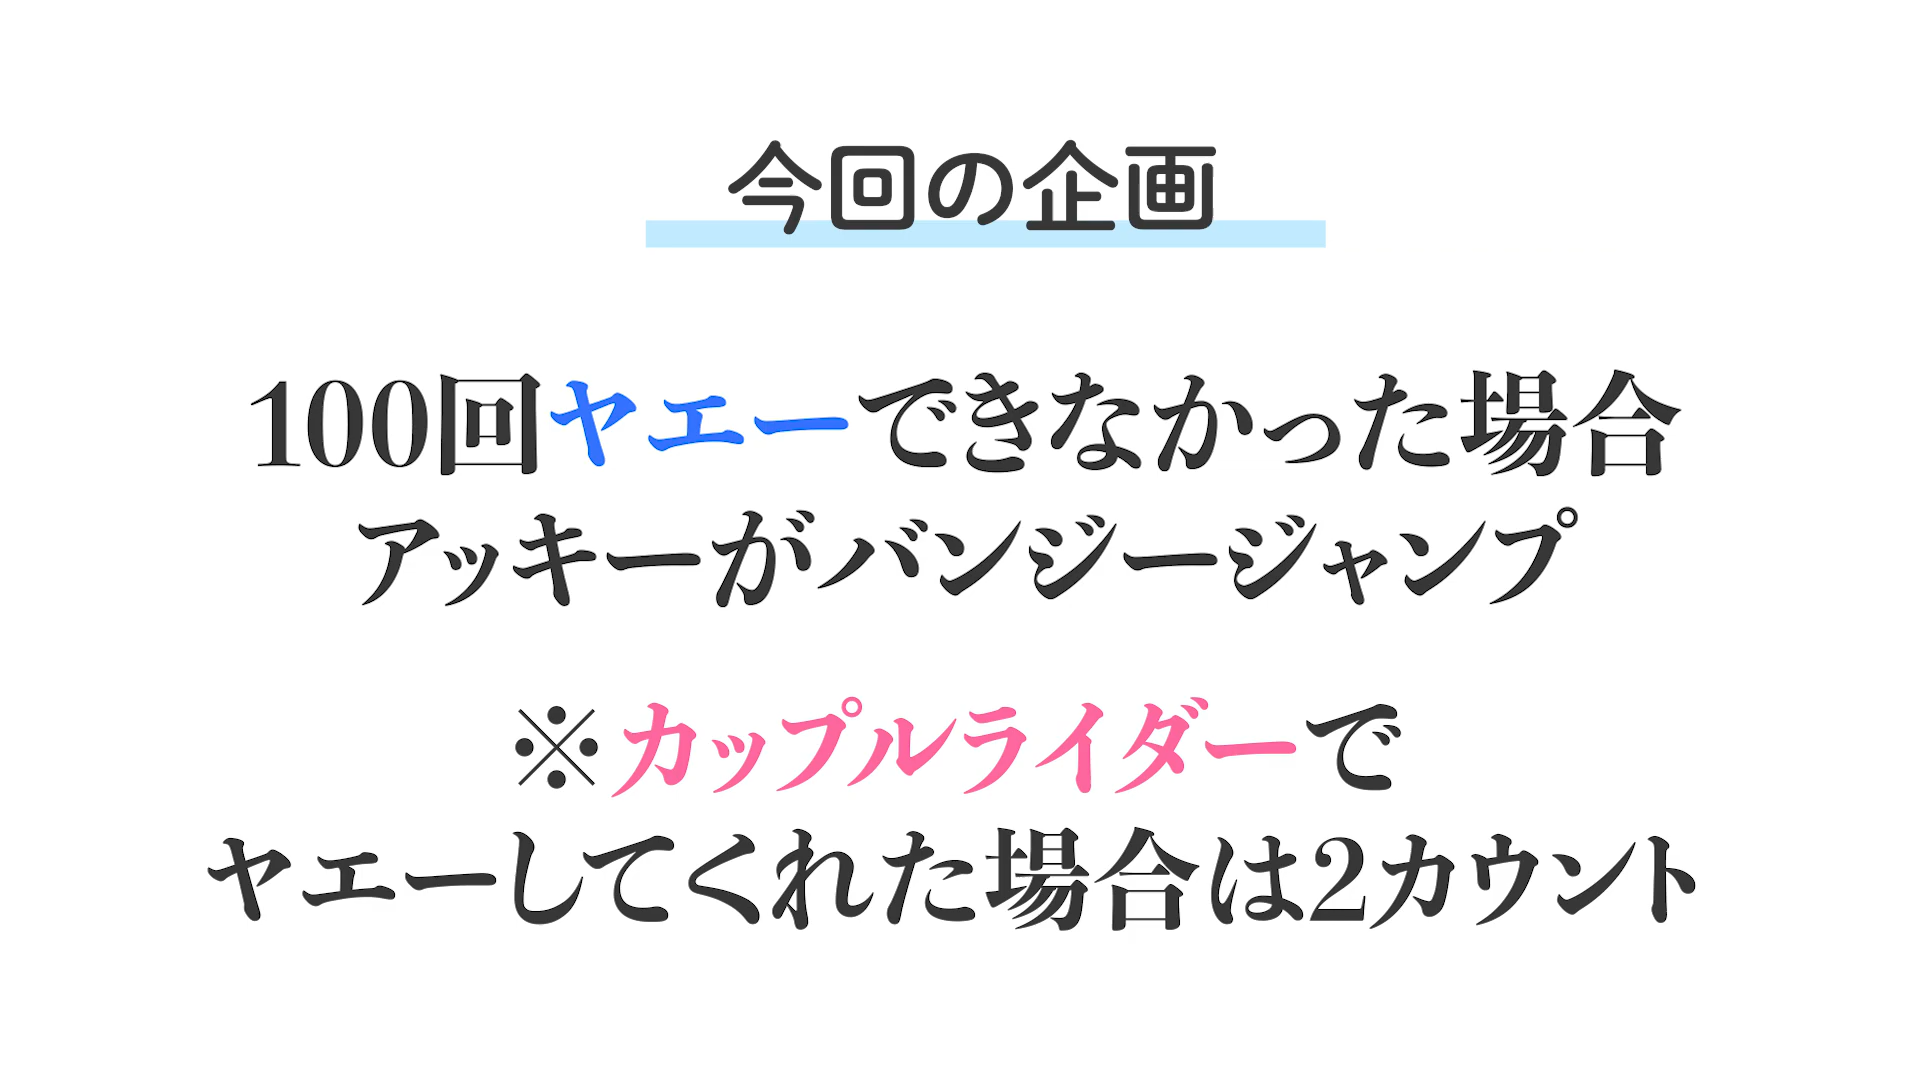 今回の企画
100回ヤエーできなかった場合
アッキーがバンジージャンプ
※カップルライダーで
ヤエーしてくれた場合は2カウント